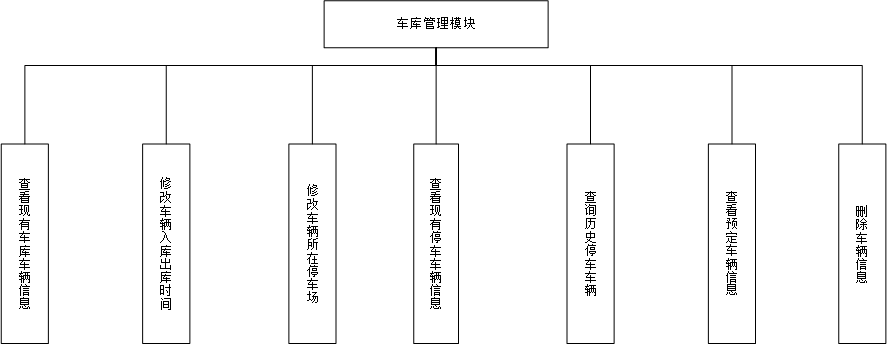 车库管理模块
查看现有车库车辆信息
修改车辆入库出库时间
修改车辆所在停车场
查看现有停车车辆信息
查询历史停车车辆
查看预定车辆信息
删除车辆信息